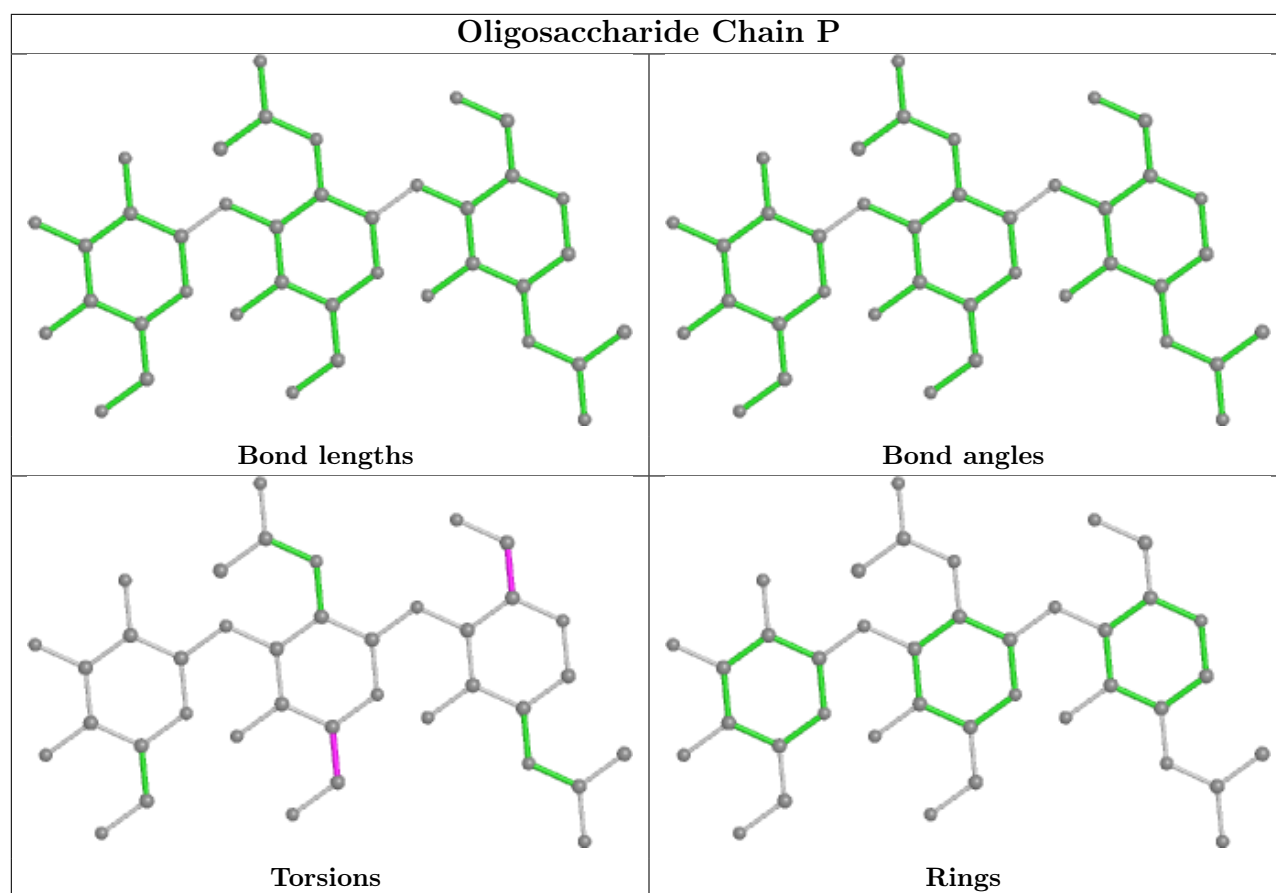 Oligosaccharide Chain P
Bond lengths
Bond angles
Torsions
Rings